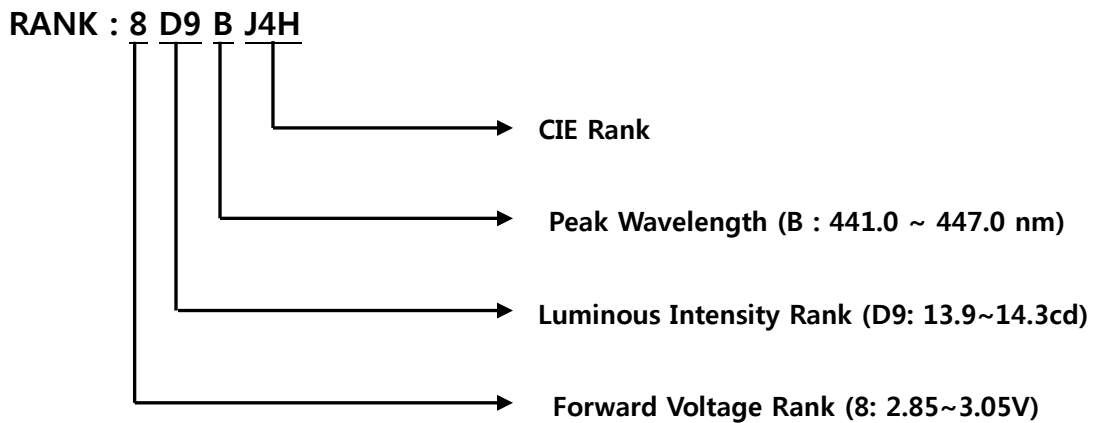 RANK : 8 D9 B J4H
CIE Rank
Peak Wavelength (B : 441.0 ~ 447.0 nm)
Luminous Intensity Rank (D9: 13.9~14.3cd)
Forward Voltage Rank (8: 2.85~3.05V)